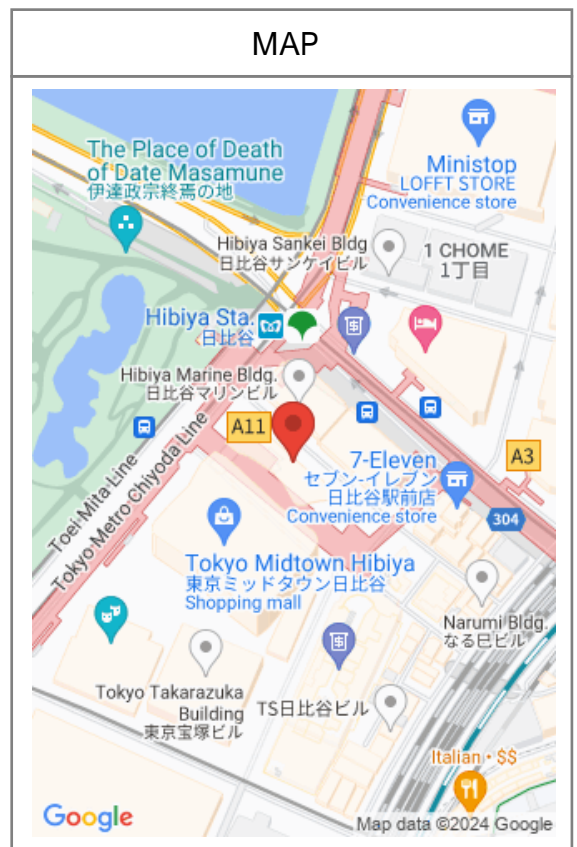 MAP
The Place of Death
of Date Masamune
伊達政宗終焉の地
Ministop
LOFFT STORE
Convenience store
Hibiya Sankei Bldg
日比谷サンケイビル
1 CHOME
1丁目
Hibiya Sta.
日比谷
Hibiya Marine Bldg.
日比谷マリンビル
A11
A3
7-Eleven
セブン-イレブン
日比谷駅前店
Convenience store
304
Toei Mita Line
Tokyo Metro Chiyoda Line
Tokyo Midtown Hibiya
東京ミッドタウン日比谷
Shopping mall
Narumi Bldg.
なる巳ビル
Tokyo Takarazuka
Building
東京宝塚ビル
TS日比谷ビル
Italian • $$
Google
Map data ©2024 Google